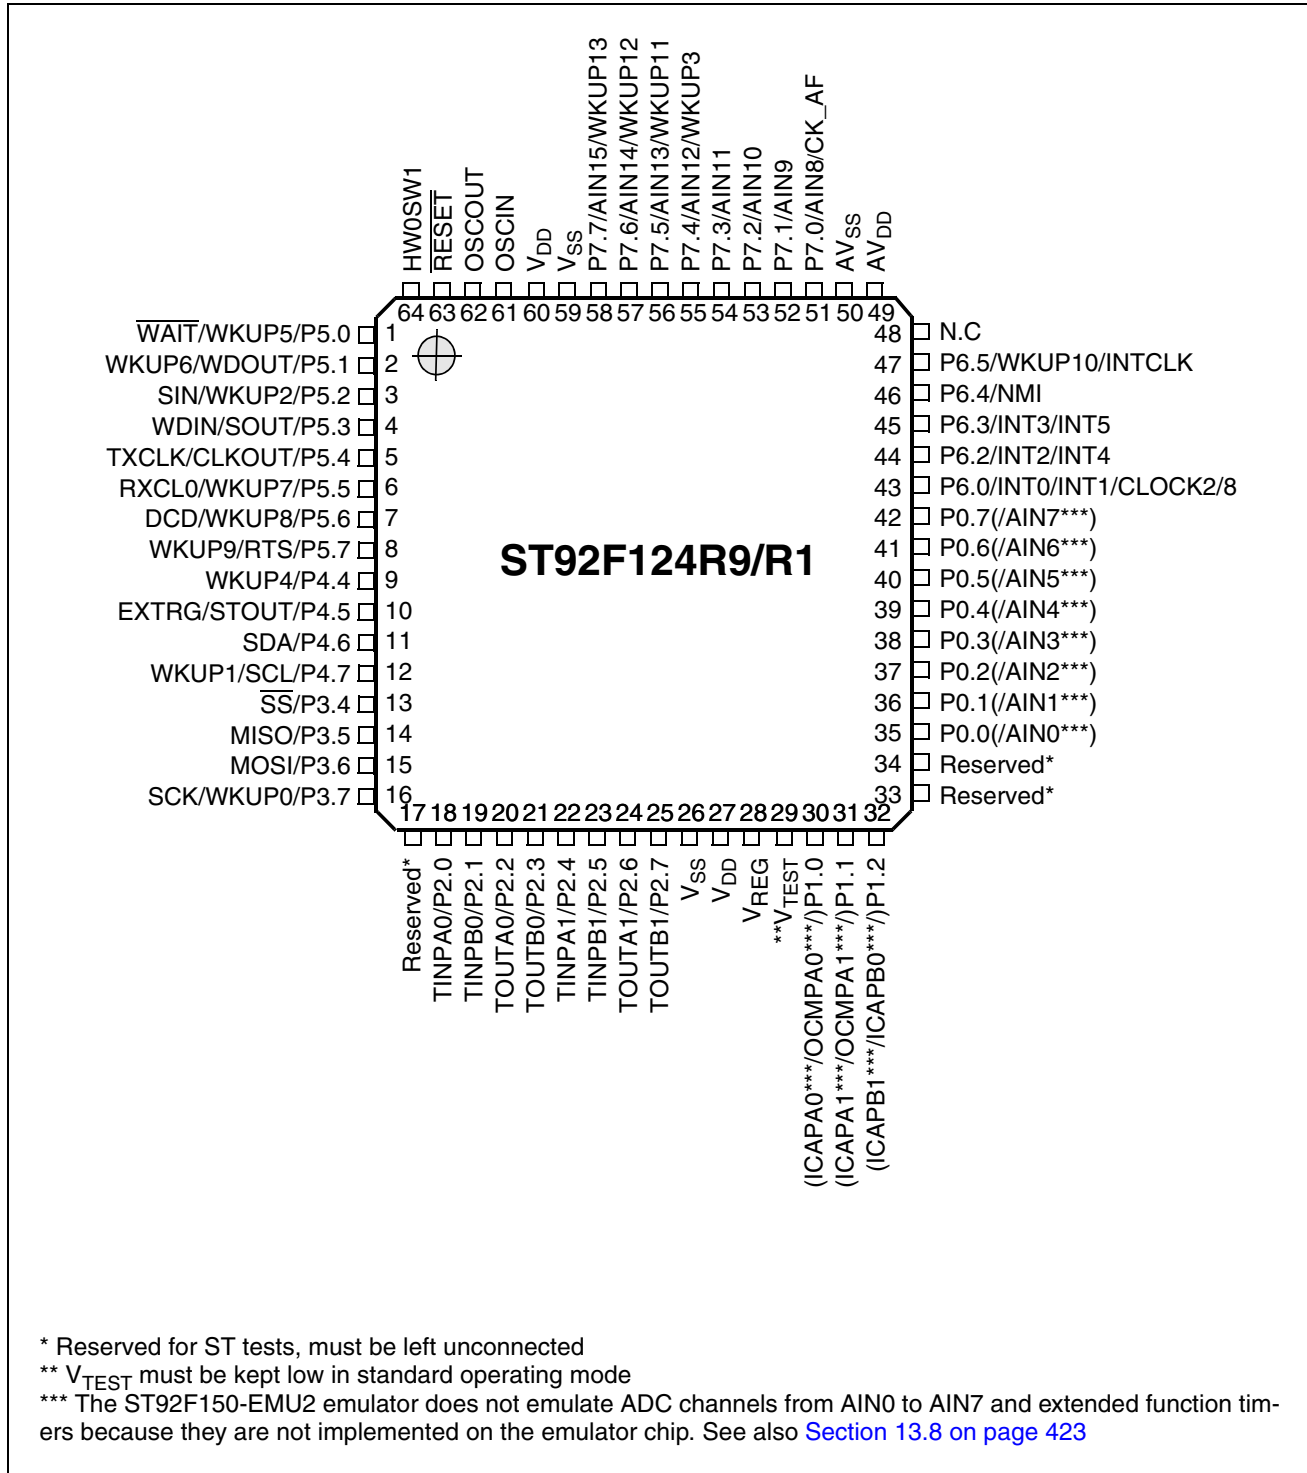 HW0SW1
RESET
OSCOUT
OSCIN
VDD
VSS
P7.7/AIN15/WKUP13
P7.6/AIN14/WKUP12
P7.5/AIN13/WKUP11
P7.4/AIN12/WKUP3
P7.3/AIN11
P7.2/AIN10
P7.1/AIN9
P7.0/AIN8/CK_AF
AVSS
AVDD
64 63 62 61 60 59 58 57 56 55 54 53 52 51 50 49
WAIT/WKUP5/P5.0 1
WKUP6/WDOUT/P5.1 2
SIN/WKUP2/P5.2 3
WDIN/SOUT/P5.3 4
TXCLK/CLKOUT/P5.4 5
RXCL0/WKUP7/P5.5 6
DCD/WKUP8/P5.6 7
WKUP9/RTS/P5.7 8
WKUP4/P4.4 9
EXTRG/STOUT/P4.5 10
SDA/P4.6 11
WKUP1/SCL/P4.7 12
SS/P3.4 13
MISO/P3.5 14
MOSI/P3.6 15
SCK/WKUP0/P3.7 16
ST92F124R9/R1
48 N.C
47 P6.5/WKUP10/INTCLK
46 P6.4/NMI
45 P6.3/INT3/INT5
44 P6.2/INT2/INT4
43 P6.0/INT0/INT1/CLOCK2/8
42 P0.7(/AIN7***)
41 P0.6(/AIN6***)
40 P0.5(/AIN5***)
39 P0.4(/AIN4***)
38 P0.3(/AIN3***)
37 P0.2(/AIN2***)
36 P0.1(/AIN1***)
35 P0.0(/AIN0***)
34 Reserved*
33 Reserved*
17 18 19 20 21 22 23 24 25 26 27 28 29 30 31 32
Reserved*
TINPA0/P2.0
TINPB0/P2.1
TOUTA0/P2.2
TOUTB0/P2.3
TINPA1/P2.4
TINPB1/P2.5
TOUTA1/P2.6
TOUTB1/P2.7
VSS
VDD
VREG
**VTEST
(ICAPA0***/OCMPA0***/)P1.0
(ICAPA1***/OCMPA1***/)P1.1
(ICAPB1***/ICAPB0***/)P1.2
* Reserved for ST tests, must be left unconnected
** VTEST must be kept low in standard operating mode
*** The ST92F150-EMU2 emulator does not emulate ADC channels from AIN0 to AIN7 and extended function tim-
ers because they are not implemented on the emulator chip. See also Section 13.8 on page 423